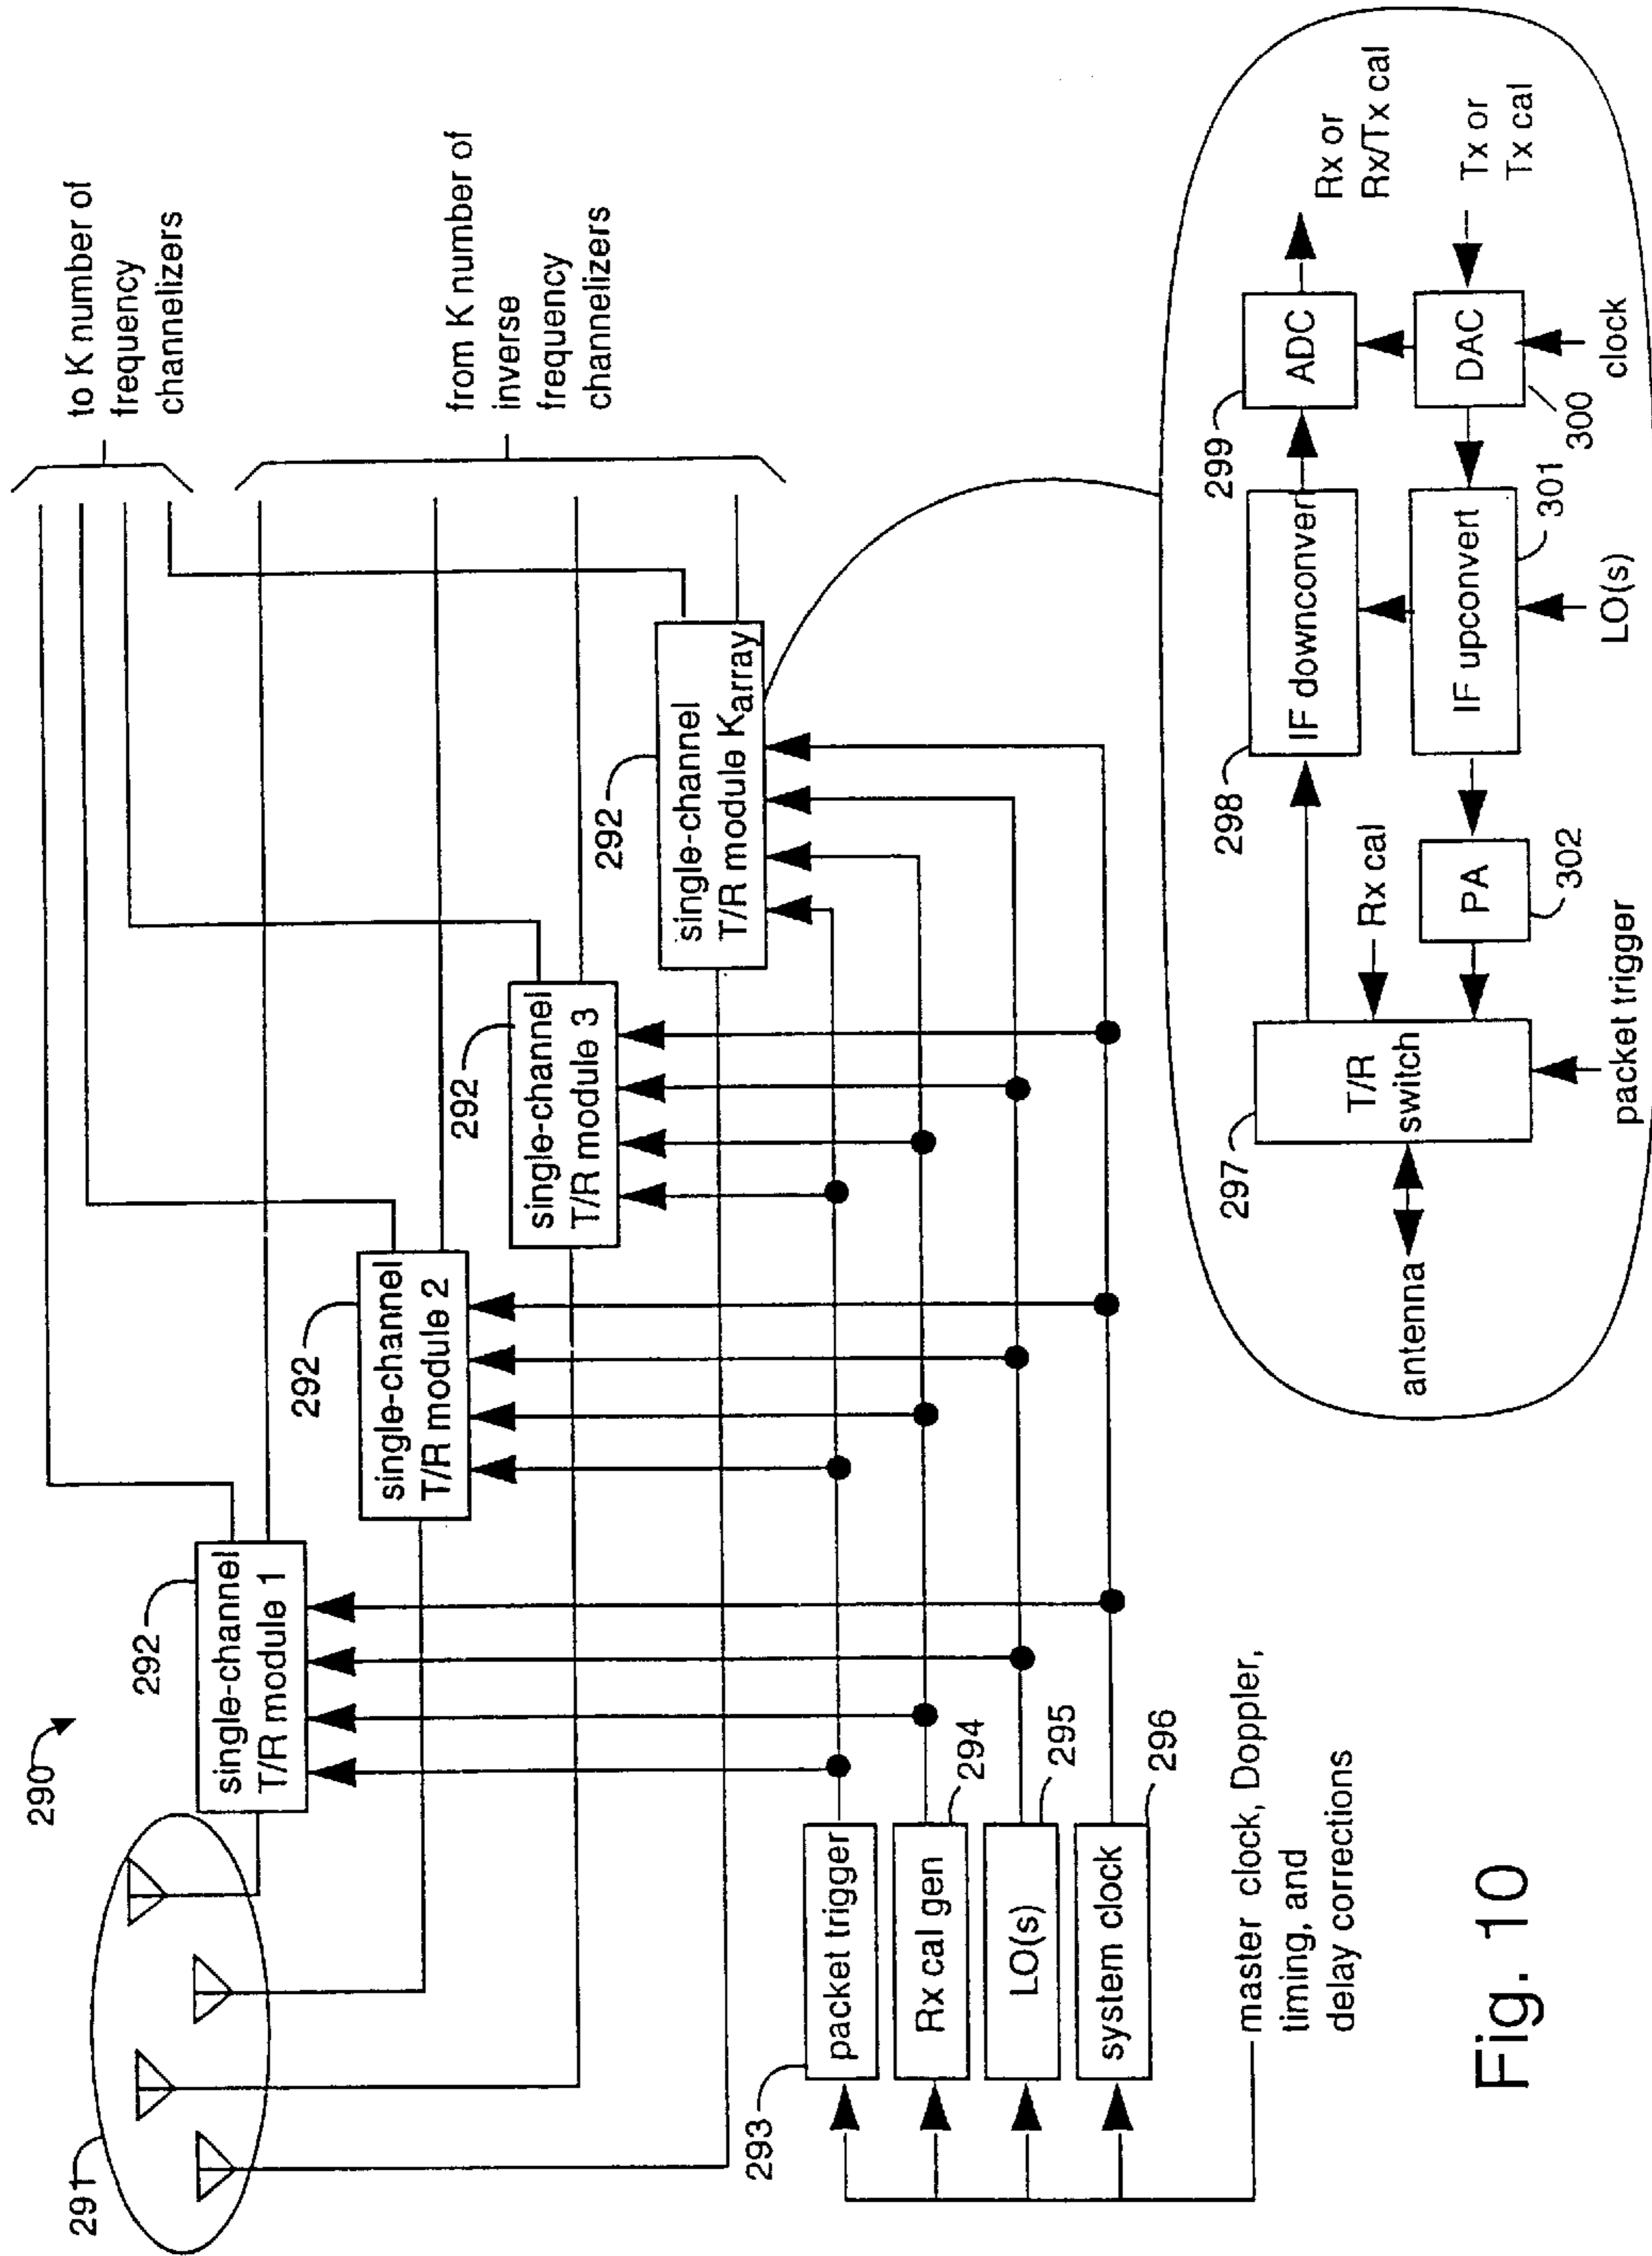 290
291
to K number of
frequency
channelizers
from K number of
inverse
frequency
channelizers
292
single-channel
T/R module 1
292
single-channel
T/R module 2
292
single-channel
T/R module 3
292
single-channel
T/R module Karray
293
packet trigger
Rx cal gen
294
LO(s)
295
system clock
296
master clock, Doppler,
timing, and
delay corrections
antenna
297
T/R
switch
packet trigger
Rx cal
PA
302
298
IF downconver
IF upconvert
301
LO(s)
299
ADC
DAC
300
clock
Rx or
Rx/Tx cal
Tx or
Tx cal
Fig. 10